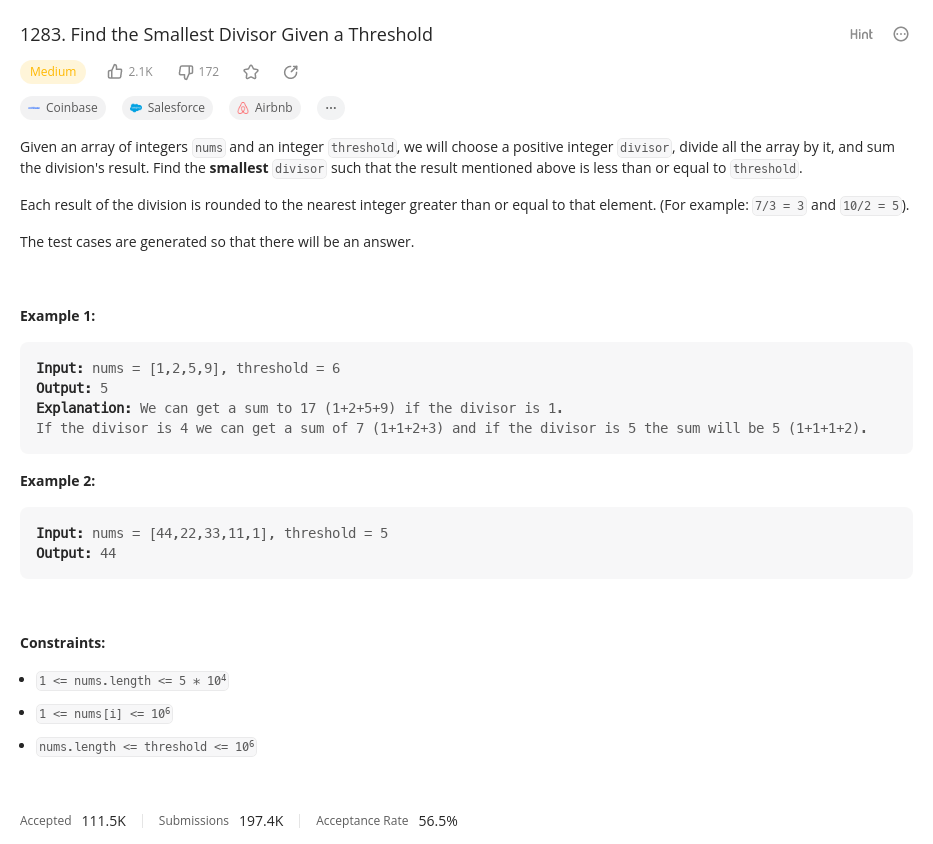 1283. Find the Smallest Divisor Given a Threshold
Hint
Medium 2.1K 172
Coinbase Salesforce Airbnb ...
Given an array of integers nums and an integer threshold, we will choose a positive integer divisor, divide all the array by it, and sum
the division's result. Find the smallest divisor such that the result mentioned above is less than or equal to threshold.
Each result of the division is rounded to the nearest integer greater than or equal to that element. (For example: 7/3 = 3 and 10/2 = 5).
The test cases are generated so that there will be an answer.
Example 1:
Input: nums = [1,2,5,9], threshold = 6
Output: 5
Explanation: We can get a sum to 17 (1+2+5+9) if the divisor is 1.
If the divisor is 4 we can get a sum of 7 (1+1+2+3) and if the divisor is 5 the sum will be 5 (1+1+1+2).
Example 2:
Input: nums = [44,22,33,11,1], threshold = 5
Output: 44
Constraints:
• 1 <= nums.length <= 5 * 10⁴
• 1 <= nums[i] <= 10⁶
• nums.length <= threshold <= 10⁶
Accepted 111.5K Submissions 197.4K Acceptance Rate 56.5%